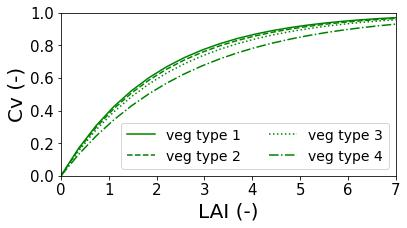 Cv (-)
1.0
0.8
0.6
0.4
0.2
0.0
veg type 1 veg type 3
veg type 2 veg type 4
0 1 2 3 4 5 6 7
LAI (-)